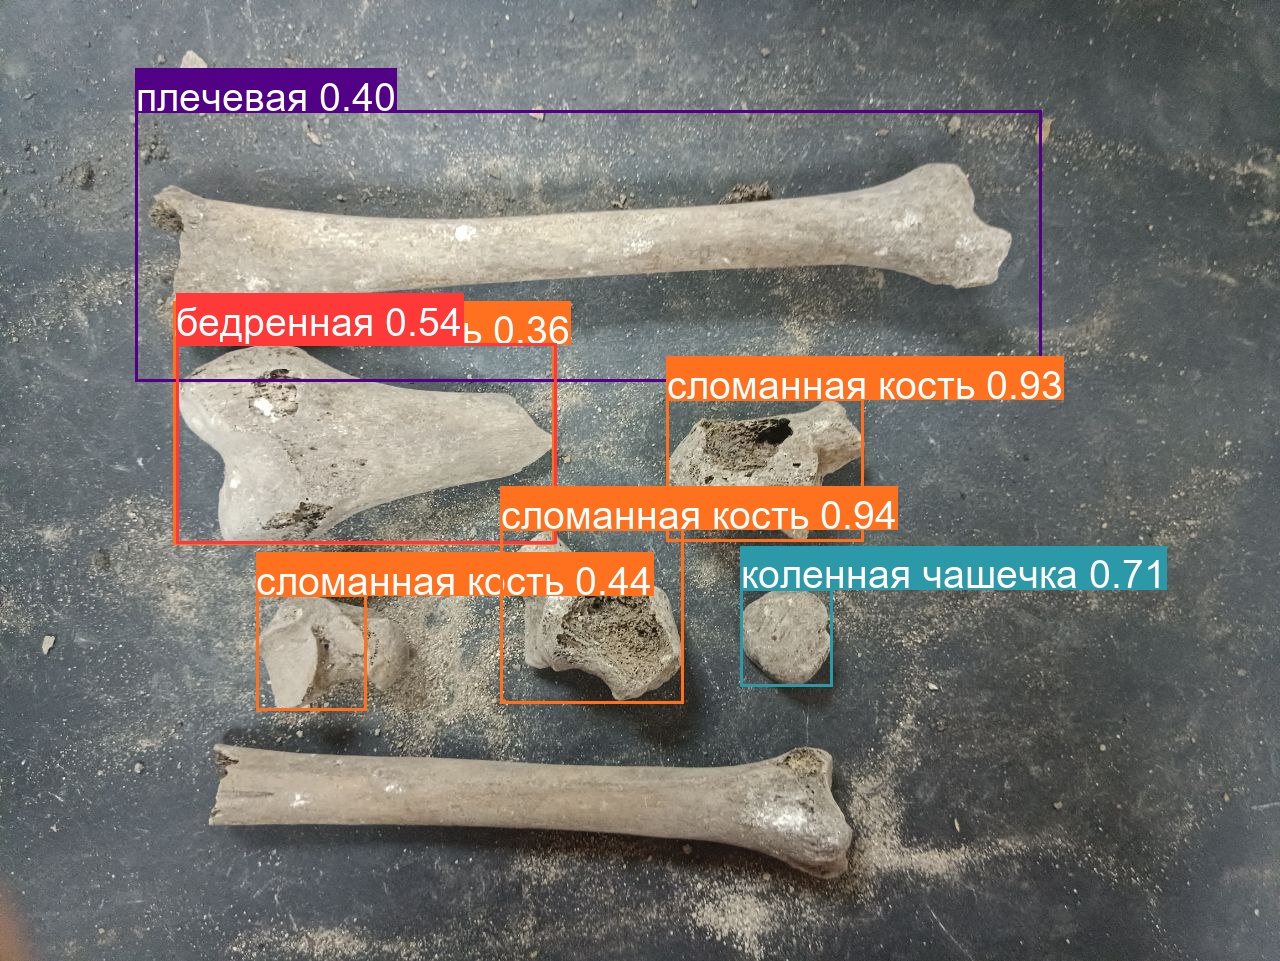 плечевая 0.40
бедренная 0.54
ь 0.36
сломанная кость 0.93
сломанная кость 0.94
сломанная кость 0.44
коленная чашечка 0.71